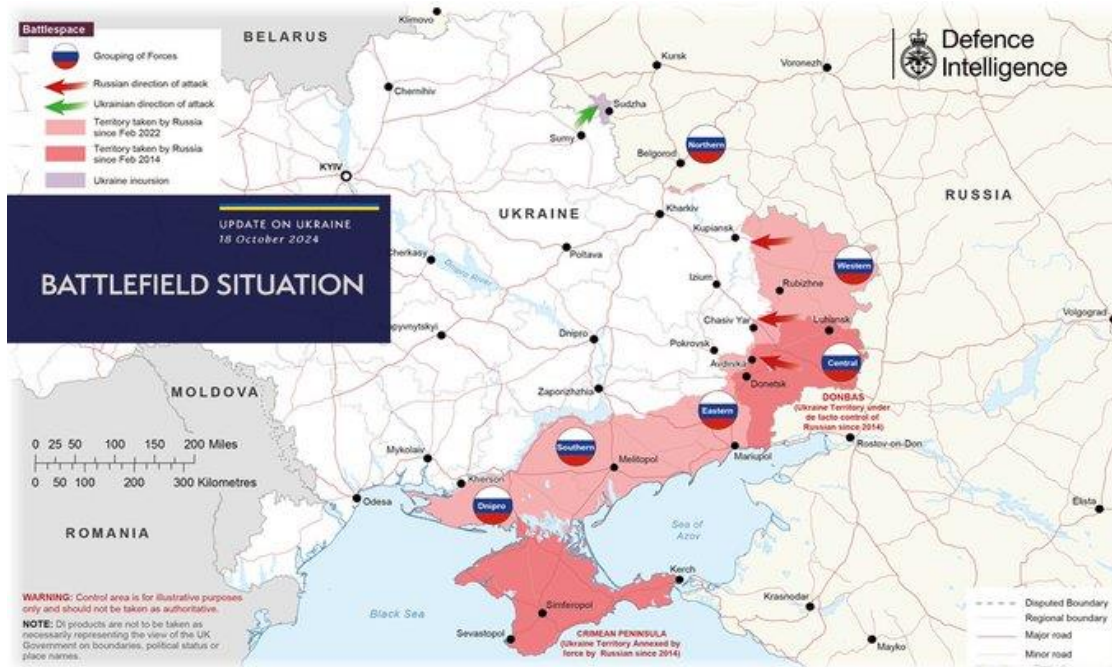 Battlespace
Grouping of Forces
Russian direction of attack
Ukrainian direction of attack
Territory taken by Russia
since Feb 2022
Territory taken by Russia
since Feb 2014
Ukraine incursion
UPDATE ON UKRAINE
18 October 2024
BATTLEFIELD SITUATION
Defence
Intelligence
BELARUS
Klimovo
Kursk
Voronezh
Chernihiv
Sudzha
Sumy
Northern
Belgorod
KYIV
RUSSIA
UKRAINE
Kharkiv
Kupiansk
Cherkasy
Dnipro River
Poltava
Western
Izium
Rubizhne
Volgograd
Chasiv Yar
Luhansk
Dnipro
Pokrovsk
Avdiivka
Central
Donetsk
MOLDOVA
Zaporizhzhia
DONBAS
(Ukraine Territory under
de facto control of
Russian since 2014)
Eastern
0 25 50 100 150 200 Miles
0 50 100 200 300 Kilometres
Southern
Mariupol
Rostov-on-Don
Mykolaiv
Melitopol
Kherson
Odesa
Dnipro
Elista
ROMANIA
Sea of
Azov
Kerch
WARNING: Control area is for illustrative purposes
only and should not be taken as authoritative.
NOTE: DI products are not to be taken as
necessarily representing the view of the UK
Government on boundaries, political status or
place names.
Black Sea
Simferopol
Krasnodar
Sevastopol
CRIMEAN PENINSULA
(Ukraine Territory Annexed by
force by Russian since 2014)
Mayko
Disputed Boundary
Regional boundary
Major road
Minor road